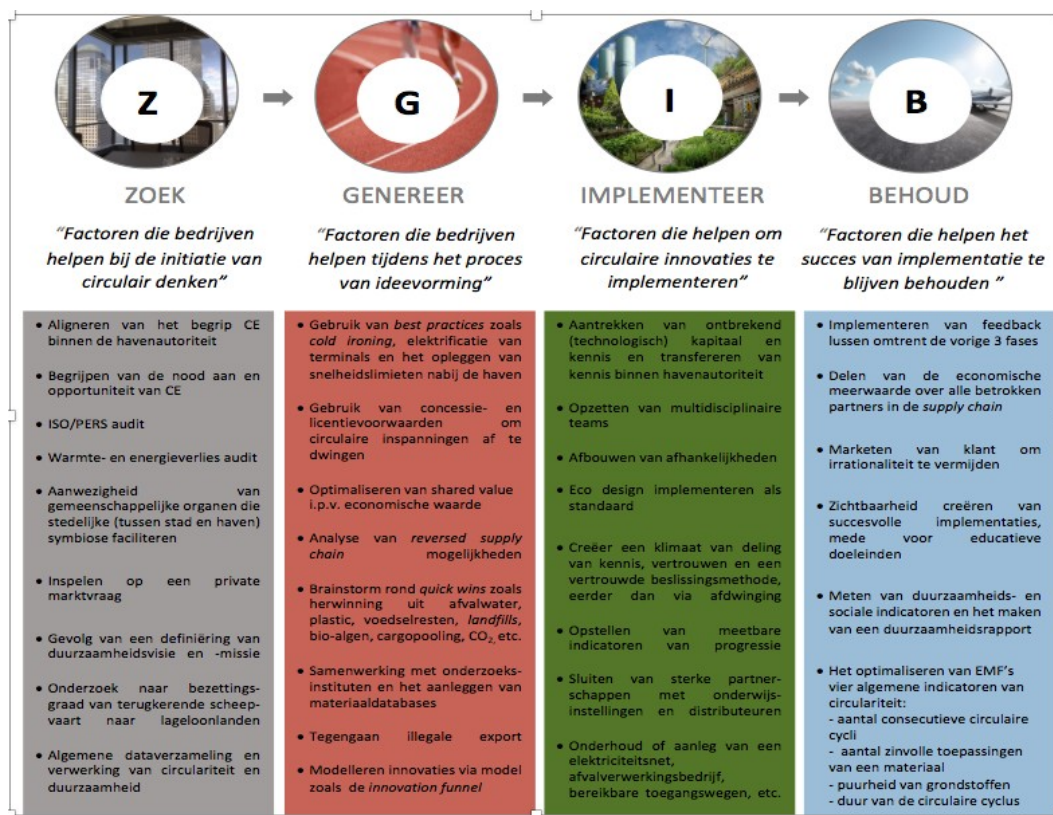 Z
G
I
B
ZOEK
GENEREER
IMPLEMENTEER
BEHOUD
"Factoren die bedrijven
helpen bij de initiatie van
circulair denken"
"Factoren die bedrijven
helpen tijdens het proces
van ideevorming"
"Factoren die helpen om
circulaire innovaties te
implementeren"
"Factoren die helpen het
succes van implementatie te
blijven behouden "
• Aligneren van het begrip CE
binnen de havenautoriteit
• Begrijpen van de nood aan en
opportuniteit van CE
• ISO/PERS audit
• Warmte- en energieverlies audit
• Aanwezigheid van
gemeenschappelijke organen die
stedelijke (tussen stad en haven)
symbiose faciliteren
• Inspelen op een private
marktvraag
• Gevolg van een definiëring van
duurzaamheidsvisie en -missie
• Onderzoek naar bezettings-
graad van terugkerende scheep-
vaart naar lageloonlanden
• Algemene dataverzameling en
verwerking van circulariteit en
duurzaamheid
• Gebruik van best practices zoals
cold ironing, elektrificatie van
terminals en het opleggen van
snelheidslimieten nabij de haven
• Gebruik van concessie- en
licentievoorwaarden om
circulaire inspanningen af te
dwingen
• Optimaliseren van shared value
i.p.v. economische waarde
• Analyse van reversed supply
chain mogelijkheden
• Brainstorm rond quick wins zoals
herwinning uit afvalwater,
plastic, voedselresten, landfills,
bio-algen, cargopooling, CO2, etc.
• Samenwerking met onderzoeks-
instituten en het aanleggen van
materiaaldatabases
• Tegengaan illegale export
• Modelleren innovaties via model
zoals de innovation funnel
• Aantrekken van ontbrekend
(technologisch) kapitaal en
kennis en transfereren van
kennis binnen havenautoriteit
• Opzetten van multidisciplinaire
teams
• Afbouwen van afhankelijkheden
• Eco design implementeren als
standaard
• Creëer een klimaat van deling
van kennis, vertrouwen en een
vertrouwde beslissingsmethode,
eerder dan via afdwinging
• Opstellen van meetbare
indicatoren van progressie
• Sluiten van sterke partner-
schappen met onderwijs-
instellingen en distributeuren
• Onderhoud of aanleg van een
elektriciteitsnet,
afvalverwerkingsbedrijf,
bereikbare toegangswegen, etc.
• Implementeren van feedback
lussen omtrent de vorige 3 fases
• Delen van de economische
meerwaarde over alle betrokken
partners in de supply chain
• Marketen van klant om
irrationaliteit te vermijden
• Zichtbaarheid creëren van
succesvolle implementaties,
mede voor educatieve
doeleinden
• Meten van duurzaamheids- en
sociale indicatoren en het maken
van een duurzaamheidsrapport
• Het optimaliseren van EMF's
vier algemene indicatoren van
circulariteit:
- aantal consecutieve circulaire
cycli
- aantal zinvolle toepassingen
van een materiaal
- puurheid van grondstoffen
- duur van de circulaire cyclus